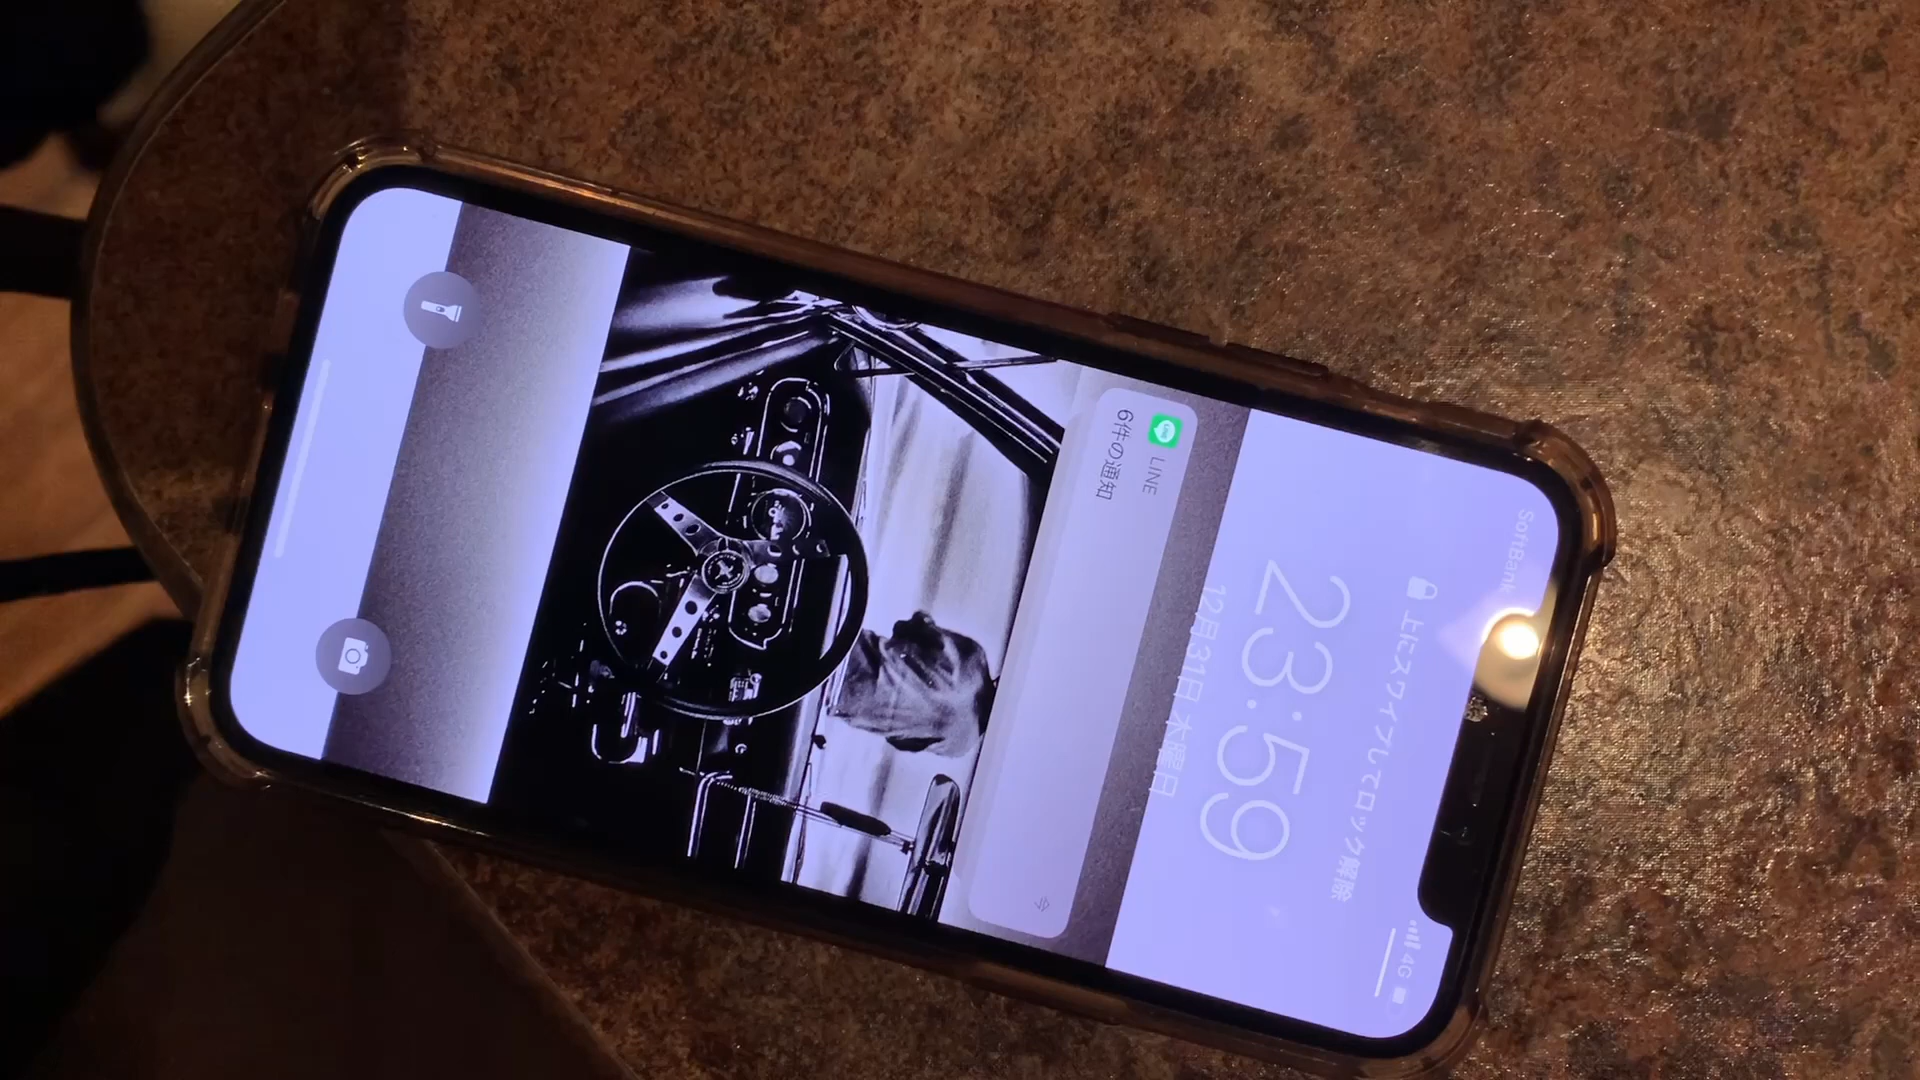 SoftBank
4G
上にスワイプしてロック解除
23:59
12月31日 木曜日
LINE
今
6件の通知